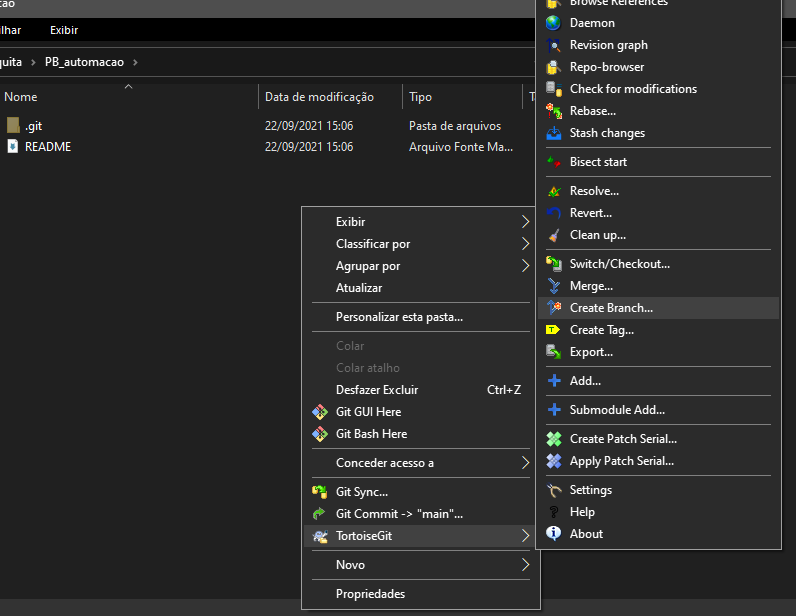 cao
ilhar Exibir
uita > PB_automacao >
Nome Data de modificação Tipo T
.git 22/09/2021 15:06 Pasta de arquivos
README 22/09/2021 15:06 Arquivo Fonte Ma...
Exibir
Classificar por
Agrupar por
Atualizar
Personalizar esta pasta...
Colar
Colar atalho
Desfazer Excluir Ctrl+Z
Git GUI Here
Git Bash Here
Conceder acesso a
Git Sync...
Git Commit -> "main"...
TortoiseGit
Novo
Propriedades
Browse References
Daemon
Revision graph
Repo-browser
Check for modifications
Rebase...
Stash changes
Bisect start
Resolve...
Revert...
Clean up...
Switch/Checkout...
Merge...
Create Branch...
Create Tag...
Export...
Add...
Submodule Add...
Create Patch Serial...
Apply Patch Serial...
Settings
Help
About